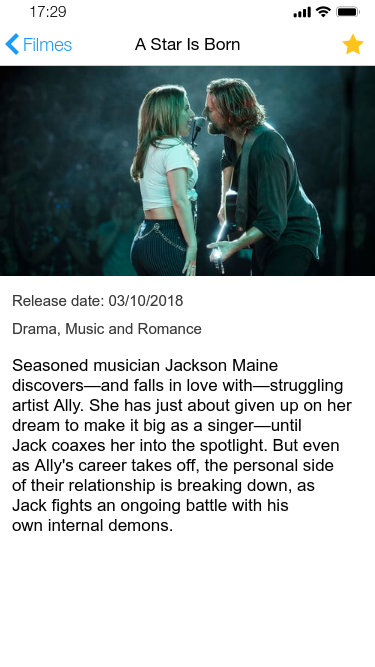 17:29
Filmes
A Star Is Born
Release date: 03/10/2018
Drama, Music and Romance
Seasoned musician Jackson Maine
discovers—and falls in love with—struggling
artist Ally. She has just about given up on her
dream to make it big as a singer—until
Jack coaxes her into the spotlight. But even
as Ally's career takes off, the personal side
of their relationship is breaking down, as
Jack fights an ongoing battle with his
own internal demons.